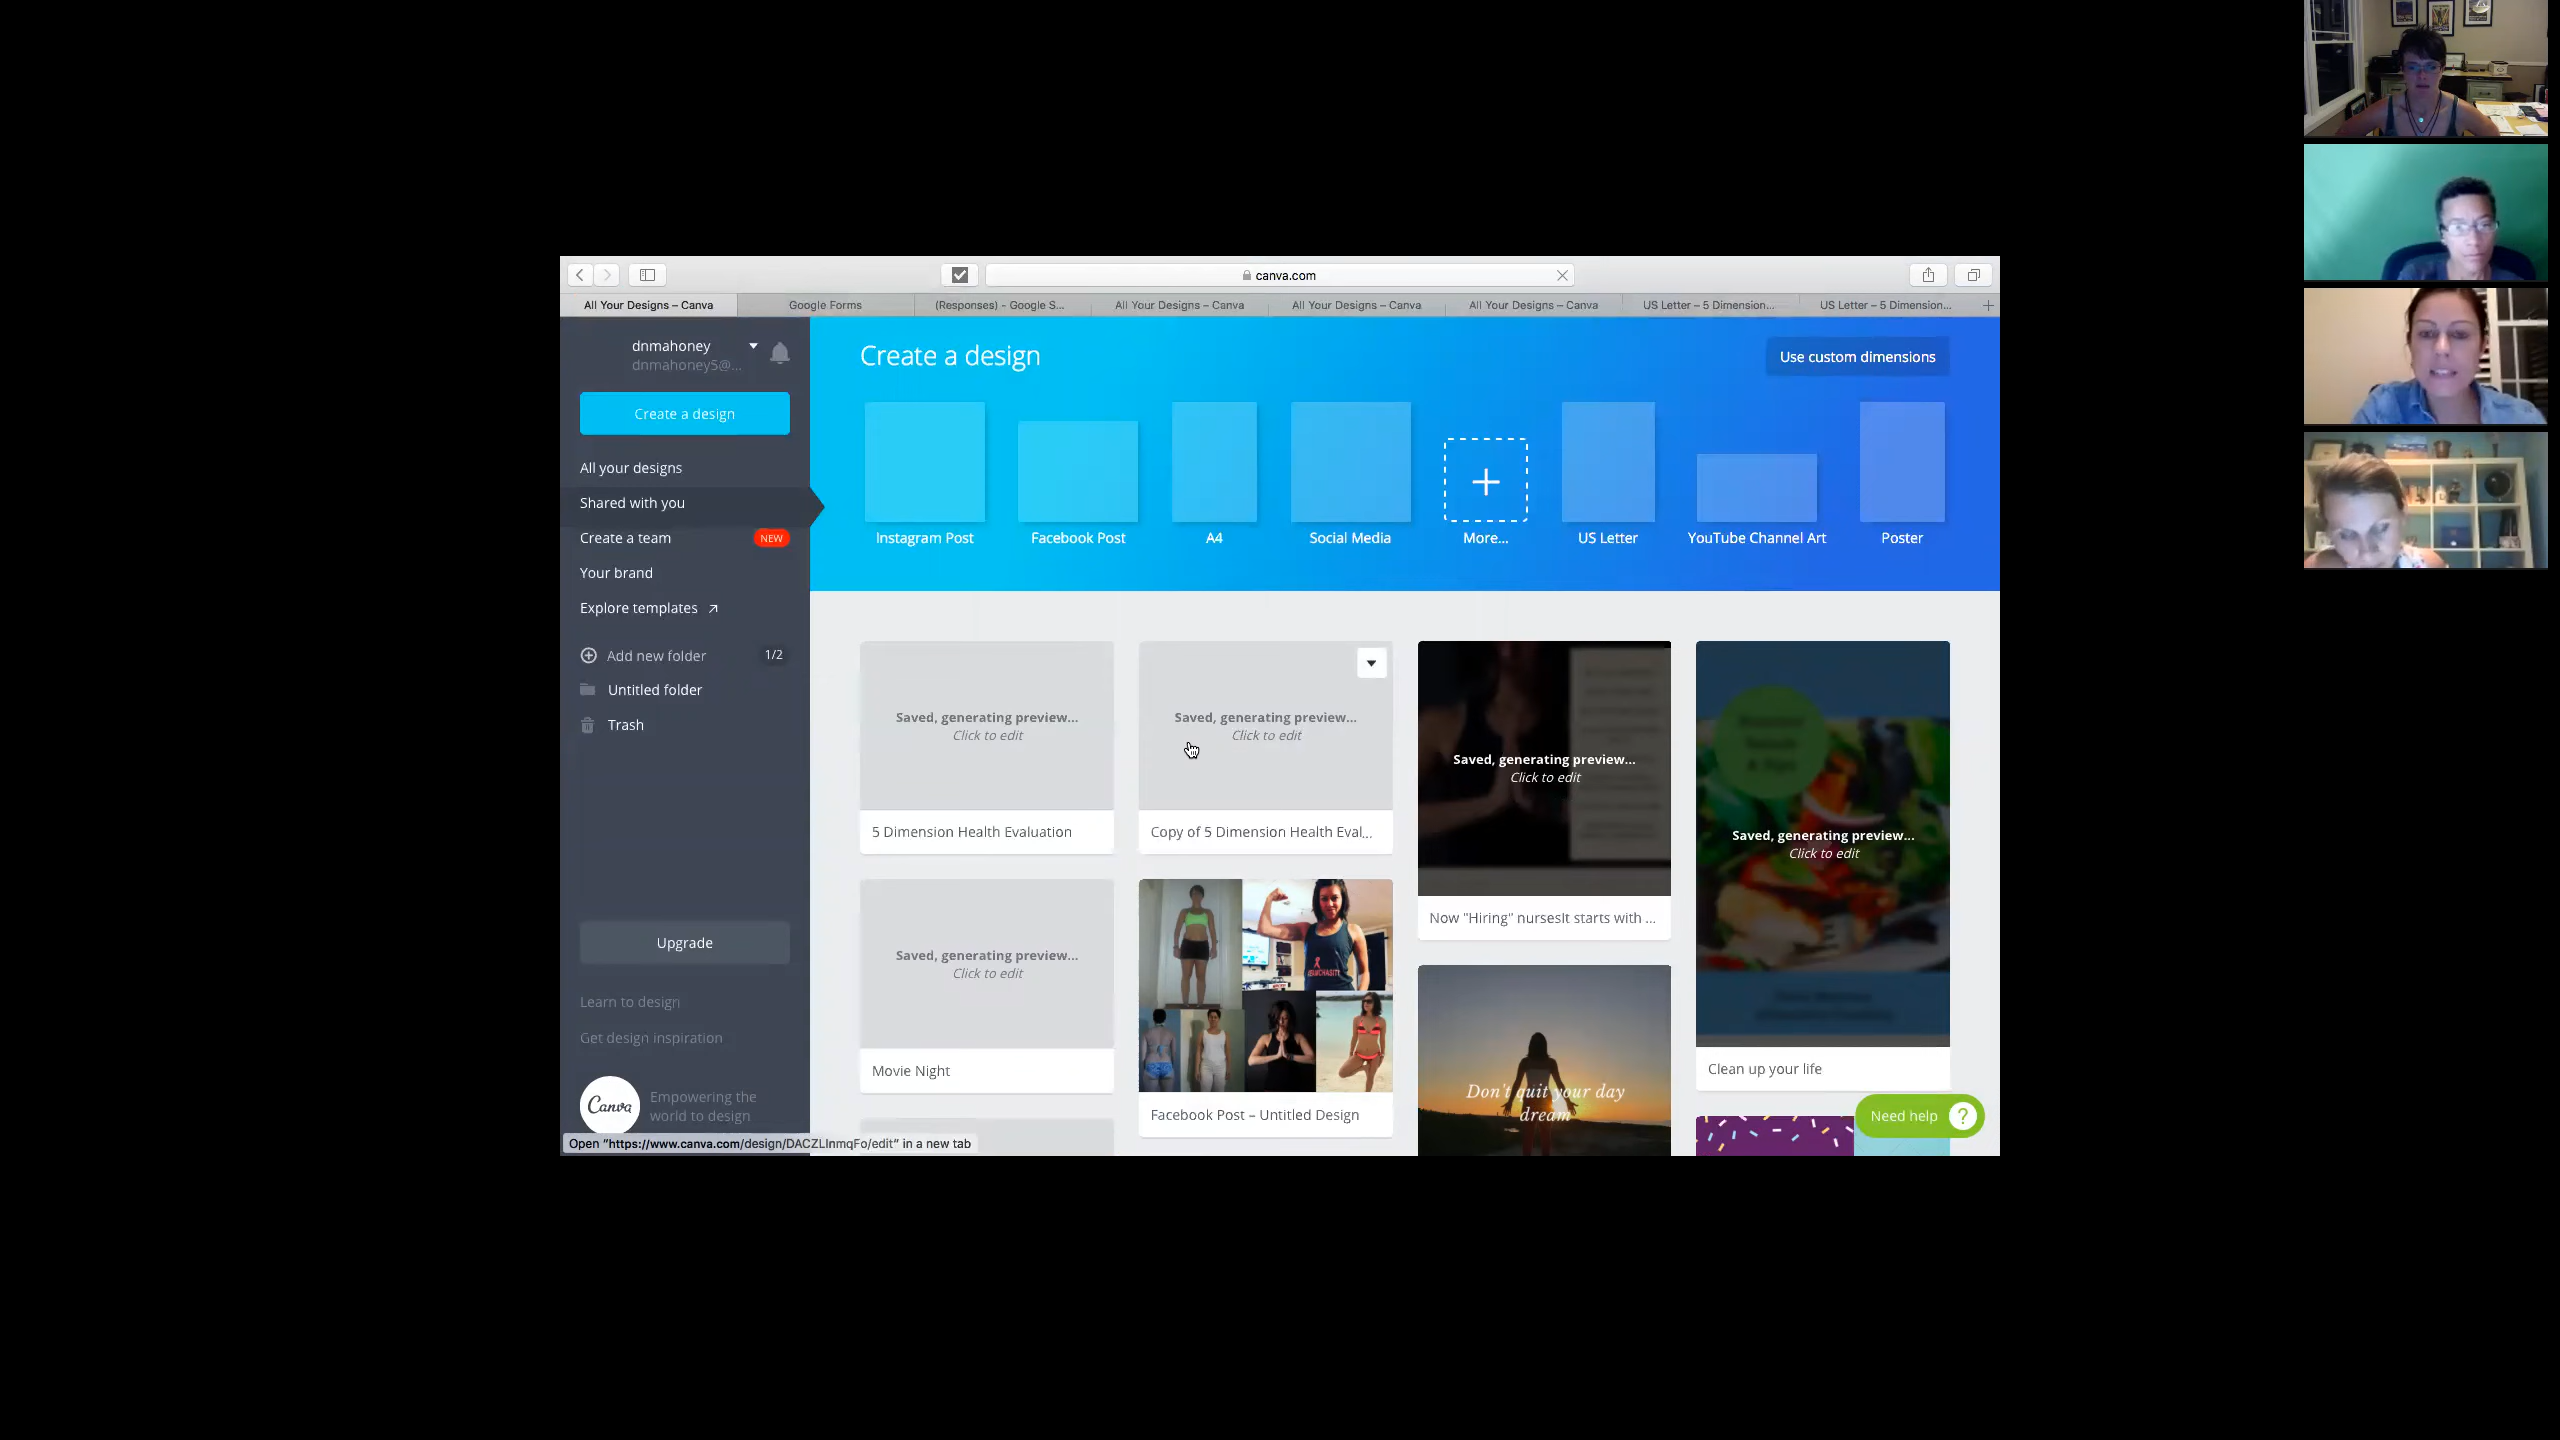 canva.com
All Your Designs – Canva
Google Forms
(Responses) - Google S...
All Your Designs – Canva
All Your Designs – Canva
All Your Designs – Canva
US Letter – 5 Dimension...
US Letter – 5 Dimension...
dnmahoney
dnmahoney5@...
Create a design
All your designs
Shared with you
Create a team
NEW
Your brand
Explore templates
Add new folder
1/2
Untitled folder
Trash
Upgrade
Learn to design
Get design inspiration
Canva
Empowering the
world to design
Open "https://www.canva.com/design/DACZLInmqFo/edit" in a new tab
Create a design
Use custom dimensions
Instagram Post
Facebook Post
A4
Social Media
More...
US Letter
YouTube Channel Art
Poster
Saved, generating preview...
Click to edit
5 Dimension Health Evaluation
Saved, generating preview...
Click to edit
Copy of 5 Dimension Health Eval...
Saved, generating preview...
Click to edit
Now "Hiring" nursesIt starts with ...
Saved, generating preview...
Click to edit
Clean up your life
Saved, generating preview...
Click to edit
Movie Night
Facebook Post – Untitled Design
Don't quit your day
dream
Need help ?